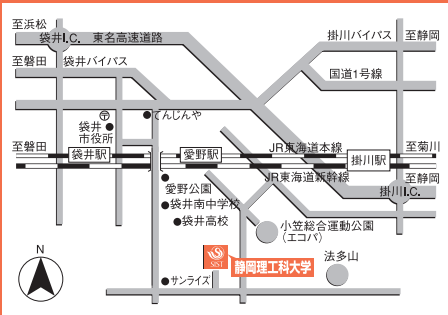 至浜松
袋井I.C.
東名高速道路
掛川バイパス
至静岡
至磐田
袋井バイパス
国道1号線
〶
てんじんや
袋井
市役所
至磐田
袋井駅
愛野駅
JR東海道本線
掛川駅
至菊川
JR東海道新幹線
至静岡
掛川I.C.
愛野公園
袋井南中学校
袋井高校
小笠総合運動公園
(エコパ)
SIST
静岡理工科大学
法多山
サンライズ
N